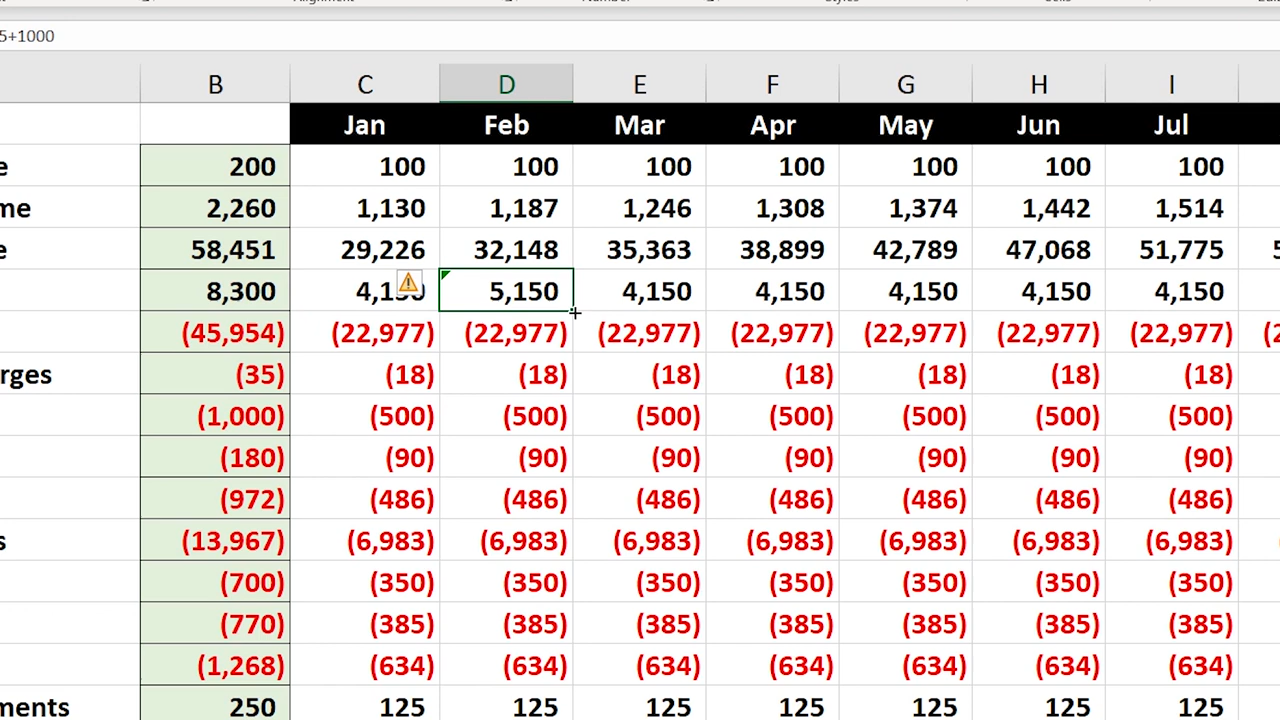 5+1000
B C D E F G H I
Jan Feb Mar Apr May Jun Jul
e 200 100 100 100 100 100 100 100
me 2,260 1,130 1,187 1,246 1,308 1,374 1,442 1,514
e 58,451 29,226 32,148 35,363 38,899 42,789 47,068 51,775 5
8,300 4,150 5,150 4,150 4,150 4,150 4,150 4,150
(45,954) (22,977) (22,977) (22,977) (22,977) (22,977) (22,977) (22,977) (2
rges (35) (18) (18) (18) (18) (18) (18) (18)
(1,000) (500) (500) (500) (500) (500) (500) (500)
(180) (90) (90) (90) (90) (90) (90) (90)
(972) (486) (486) (486) (486) (486) (486) (486)
s (13,967) (6,983) (6,983) (6,983) (6,983) (6,983) (6,983) (6,983) (
(700) (350) (350) (350) (350) (350) (350) (350)
(770) (385) (385) (385) (385) (385) (385) (385)
(1,268) (634) (634) (634) (634) (634) (634) (634)
ments 250 125 125 125 125 125 125 125